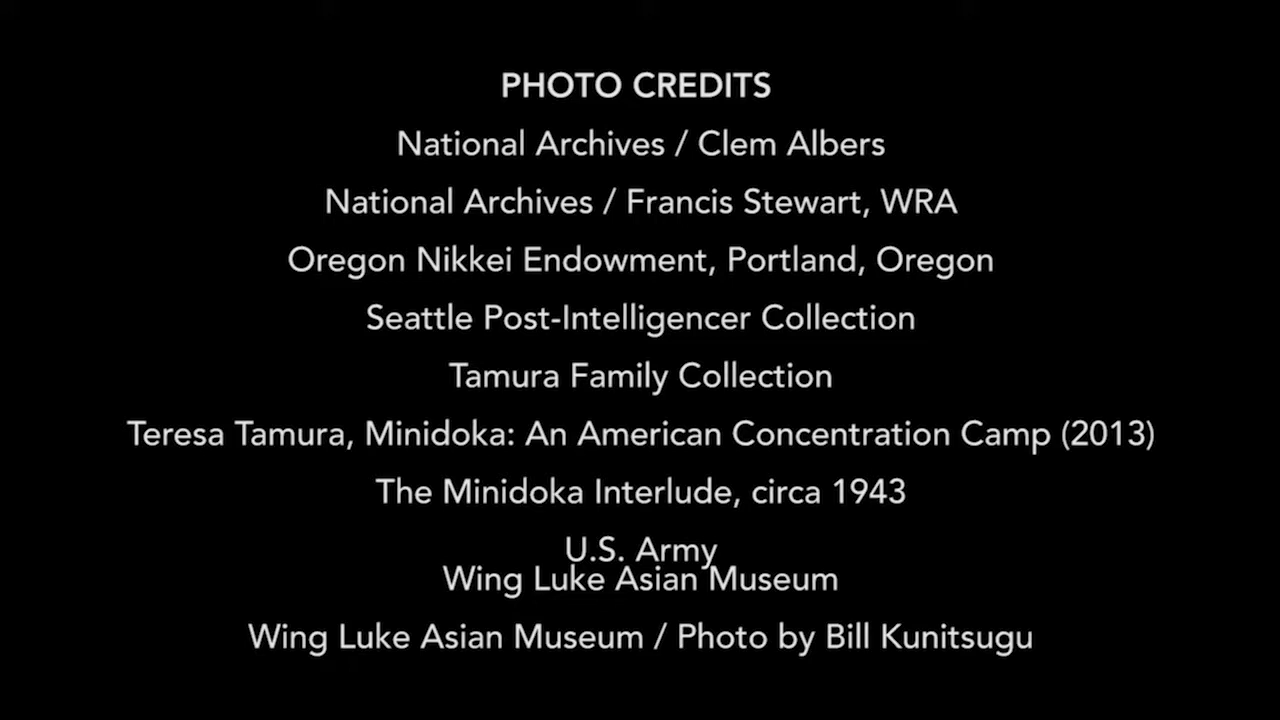 PHOTO CREDITS
National Archives / Clem Albers
National Archives / Francis Stewart, WRA
Oregon Nikkei Endowment, Portland, Oregon
Seattle Post-Intelligencer Collection
Tamura Family Collection
Teresa Tamura, Minidoka: An American Concentration Camp (2013)
The Minidoka Interlude, circa 1943
U.S. Army
Wing Luke Asian Museum
Wing Luke Asian Museum / Photo by Bill Kunitsugu